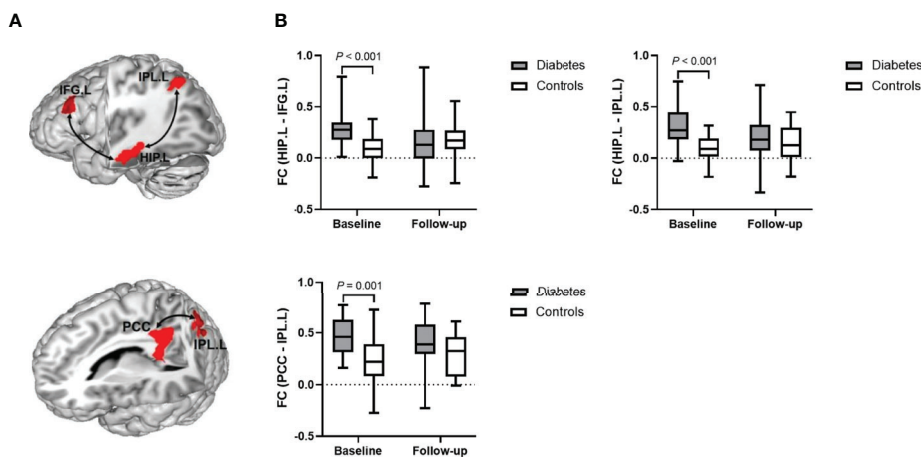 A
B
IFG.L
IPL.L
HIP.L
FC (HIP.L - IFG.L)
1.0
0.5
0.0
-0.5
P < 0.001
Diabetes
Controls
Baseline
Follow-up
FC (HIP.L - IPL.L)
1.0
0.5
0.0
-0.5
P < 0.001
Diabetes
Controls
Baseline
Follow-up
PCC
IPL.L
FC (PCC - IPL.L)
1.0
0.5
0.0
-0.5
P = 0.001
Diabetes
Controls
Baseline
Follow-up